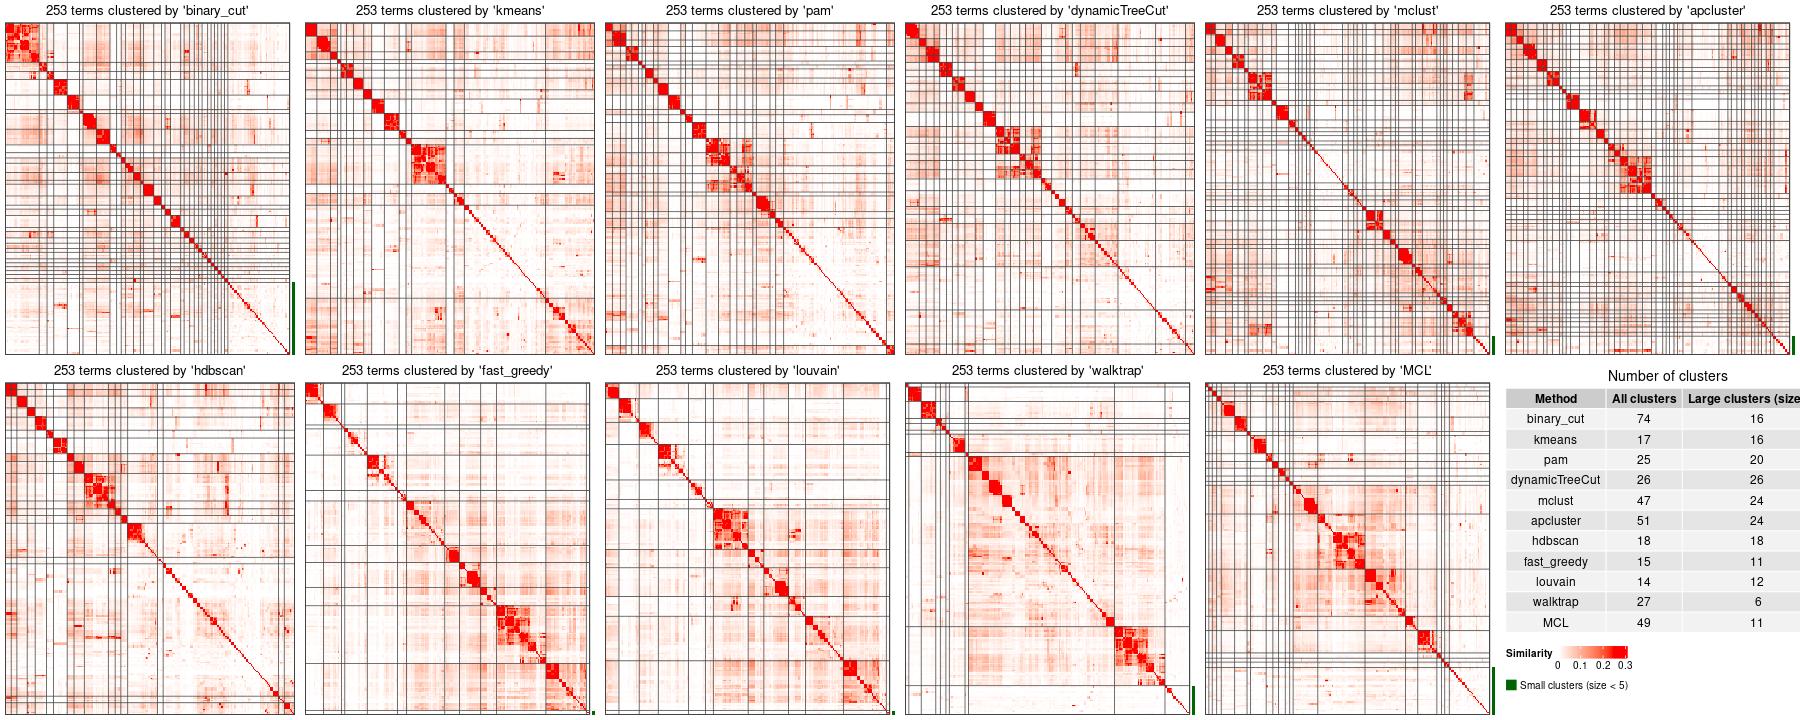 253 terms clustered by 'binary_cut'
253 terms clustered by 'kmeans'
253 terms clustered by 'pam'
253 terms clustered by 'dynamicTreeCut'
253 terms clustered by 'mclust'
253 terms clustered by 'apcluster'
253 terms clustered by 'hdbscan'
253 terms clustered by 'fast_greedy'
253 terms clustered by 'louvain'
253 terms clustered by 'walktrap'
253 terms clustered by 'MCL'
Number of clusters
Method All clusters Large clusters (size
binary_cut 74 16
kmeans 17 16
pam 25 20
dynamicTreeCut 26 26
mclust 47 24
apcluster 51 24
hdbscan 18 18
fast_greedy 15 11
louvain 14 12
walktrap 27 6
MCL 49 11
Similarity
0 0.1 0.2 0.3
Small clusters (size < 5)